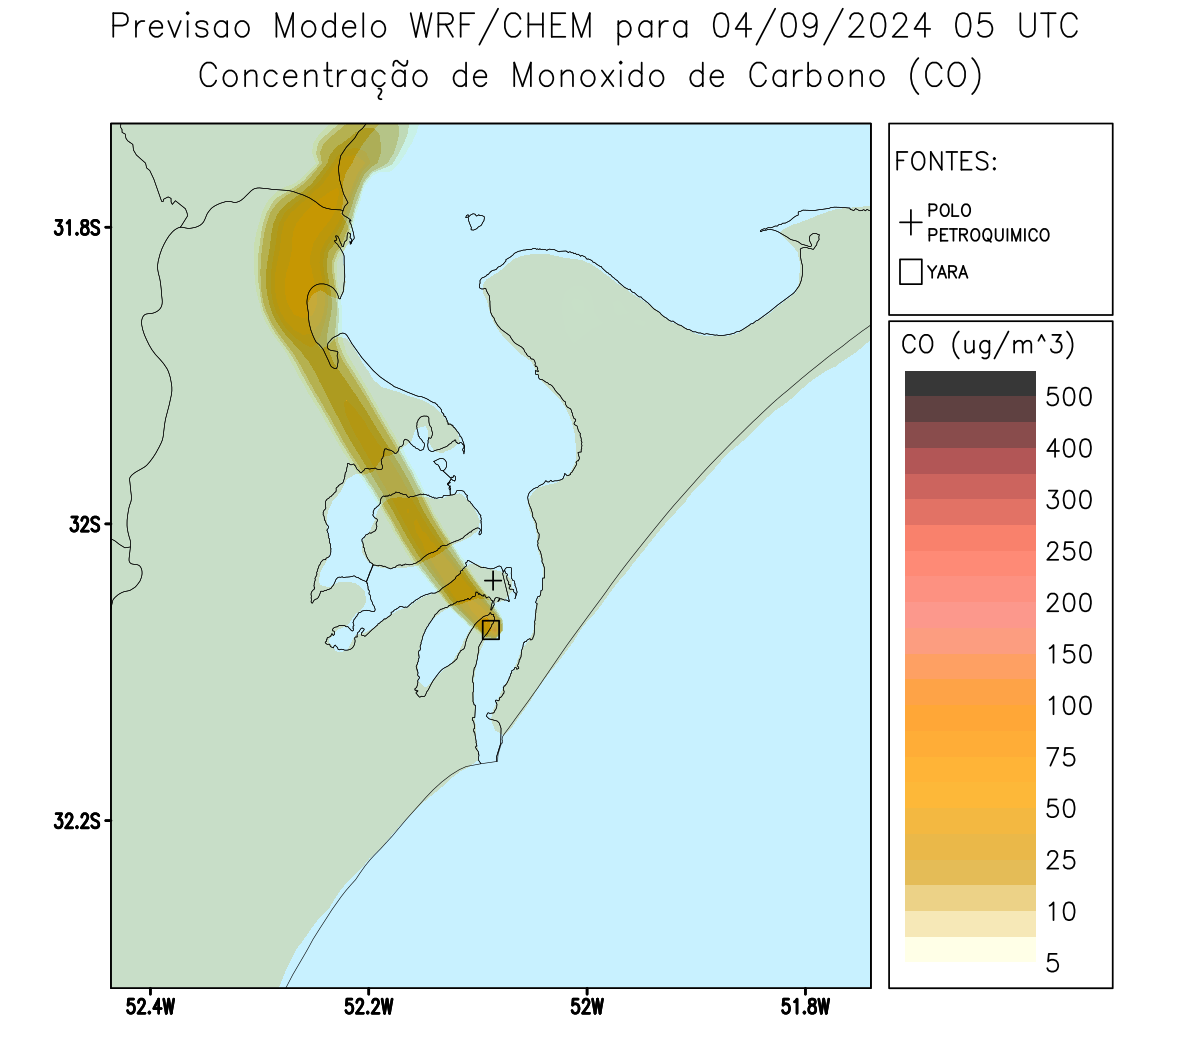 Previsao Modelo WRF/CHEM para 04/09/2024 05 UTC
Concentração de Monoxido de Carbono (CO)
FONTES:
POLO
PETROQUIMICO
YARA
CO (ug/m^3)
500
400
300
250
200
150
100
75
50
25
10
5
31.8S
32S
32.2S
52.4W
52.2W
52W
51.8W